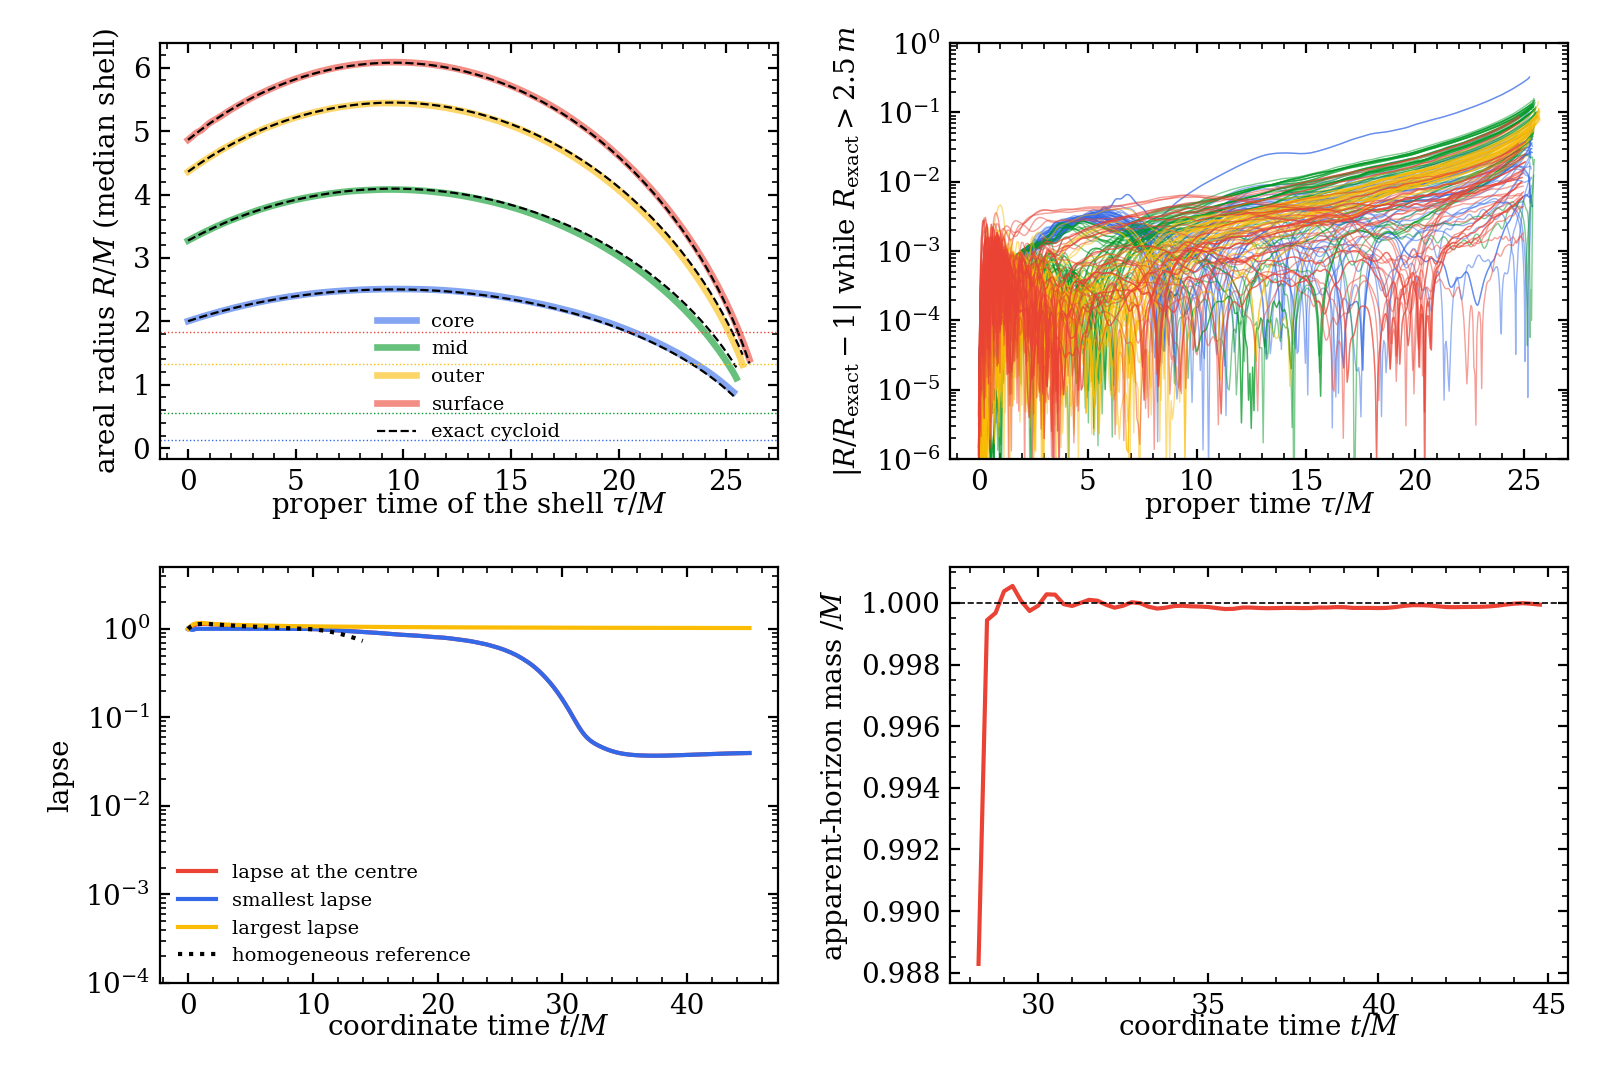 areal radius R/M (median shell)
6
5
4
3
2
1
0
core
mid
outer
surface
exact cycloid
0 5 10 15 20 25
proper time of the shell τ/M
|R/R_exact − 1| while R_exact > 2.5 m
10⁰
10⁻¹
10⁻²
10⁻³
10⁻⁴
10⁻⁵
10⁻⁶
0 5 10 15 20 25
proper time τ/M
lapse
10⁰
10⁻¹
10⁻²
10⁻³
10⁻⁴
lapse at the centre
smallest lapse
largest lapse
homogeneous reference
0 10 20 30 40
coordinate time t/M
apparent-horizon mass /M
1.000
0.998
0.996
0.994
0.992
0.990
0.988
30 35 40 45
coordinate time t/M